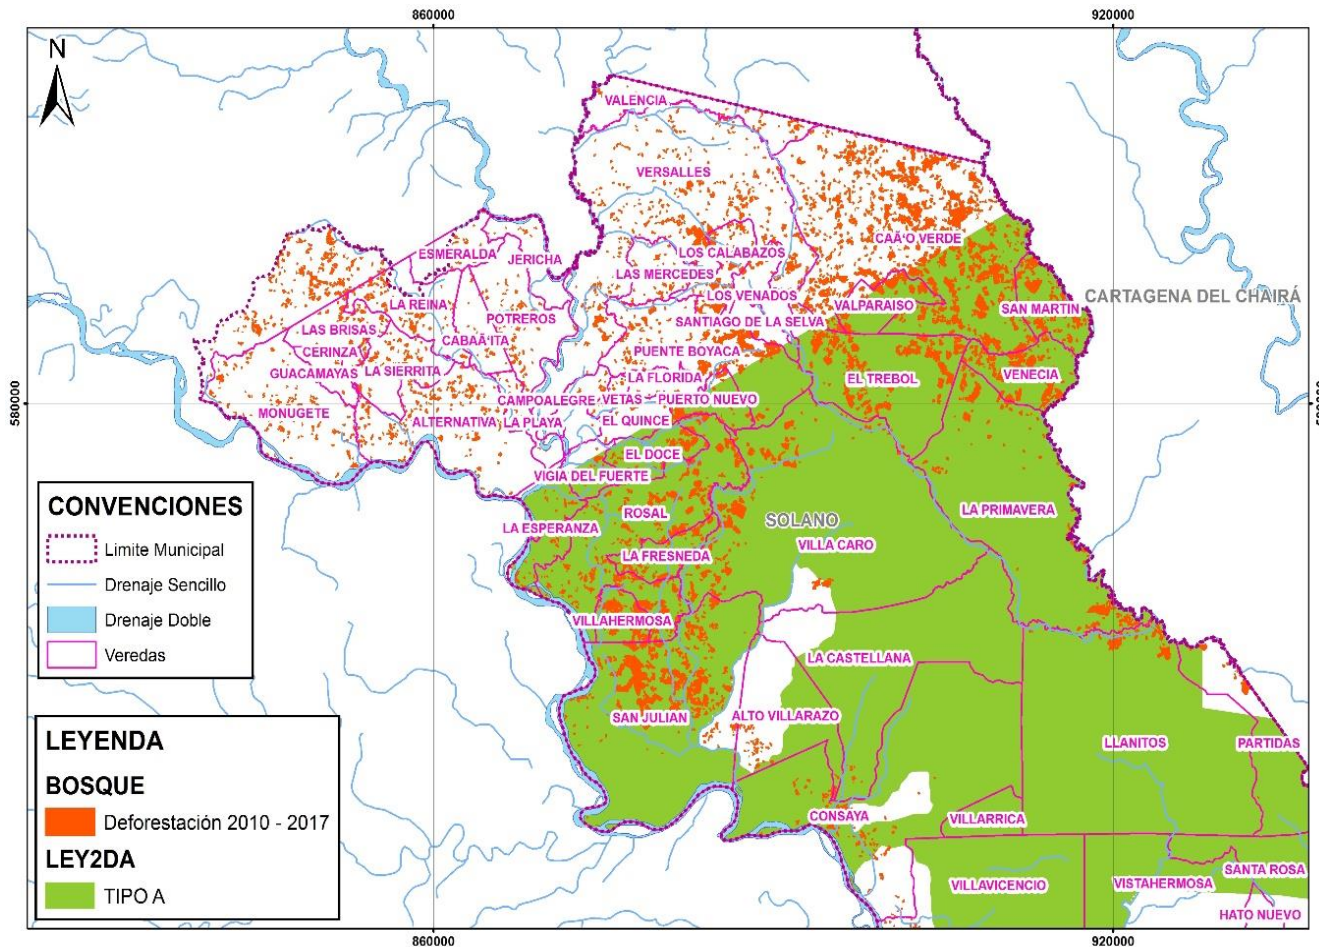 860000
920000
N
VALENCIA
VERSALLES
CAÃ'O VERDE
ESMERALDA
JERICHA
LOS CALABAZOS
LAS MERCEDES
LOS VENADOS
LA REINA
VALPARAISO
SAN MARTIN
CARTAGENA DEL CHAIRÁ
POTREROS
SANTIAGO DE LA SELVA
LAS BRISAS
CERINZA
CABAÃ'ITA
PUENTE BOYACA
GUACAMAYAS
LA SIERRITA
LA FLORIDA
EL TREBOL
VENECIA
580000
MONUGETE
CAMPOALEGRE
VETAS
PUERTO NUEVO
ALTERNATIVA
LA PLAYA
EL QUINCE
EL DOCE
VIGIA DEL FUERTE
ROSAL
LA ESPERANZA
SOLANO
LA PRIMAVERA
VILLA CARO
LA FRESNEDA
VILLAHERMOSA
LA CASTELLANA
SAN JULIAN
ALTO VILLARAZO
LLANITOS
PARTIDAS
CONSAYA
VILLARRICA
VILLAVICENCIO
VISTAHERMOSA
SANTA ROSA
HATO NUEVO
CONVENCIONES
Limite Municipal
Drenaje Sencillo
Drenaje Doble
Veredas
LEYENDA
BOSQUE
Deforestación 2010 - 2017
LEY2DA
TIPO A
860000
920000